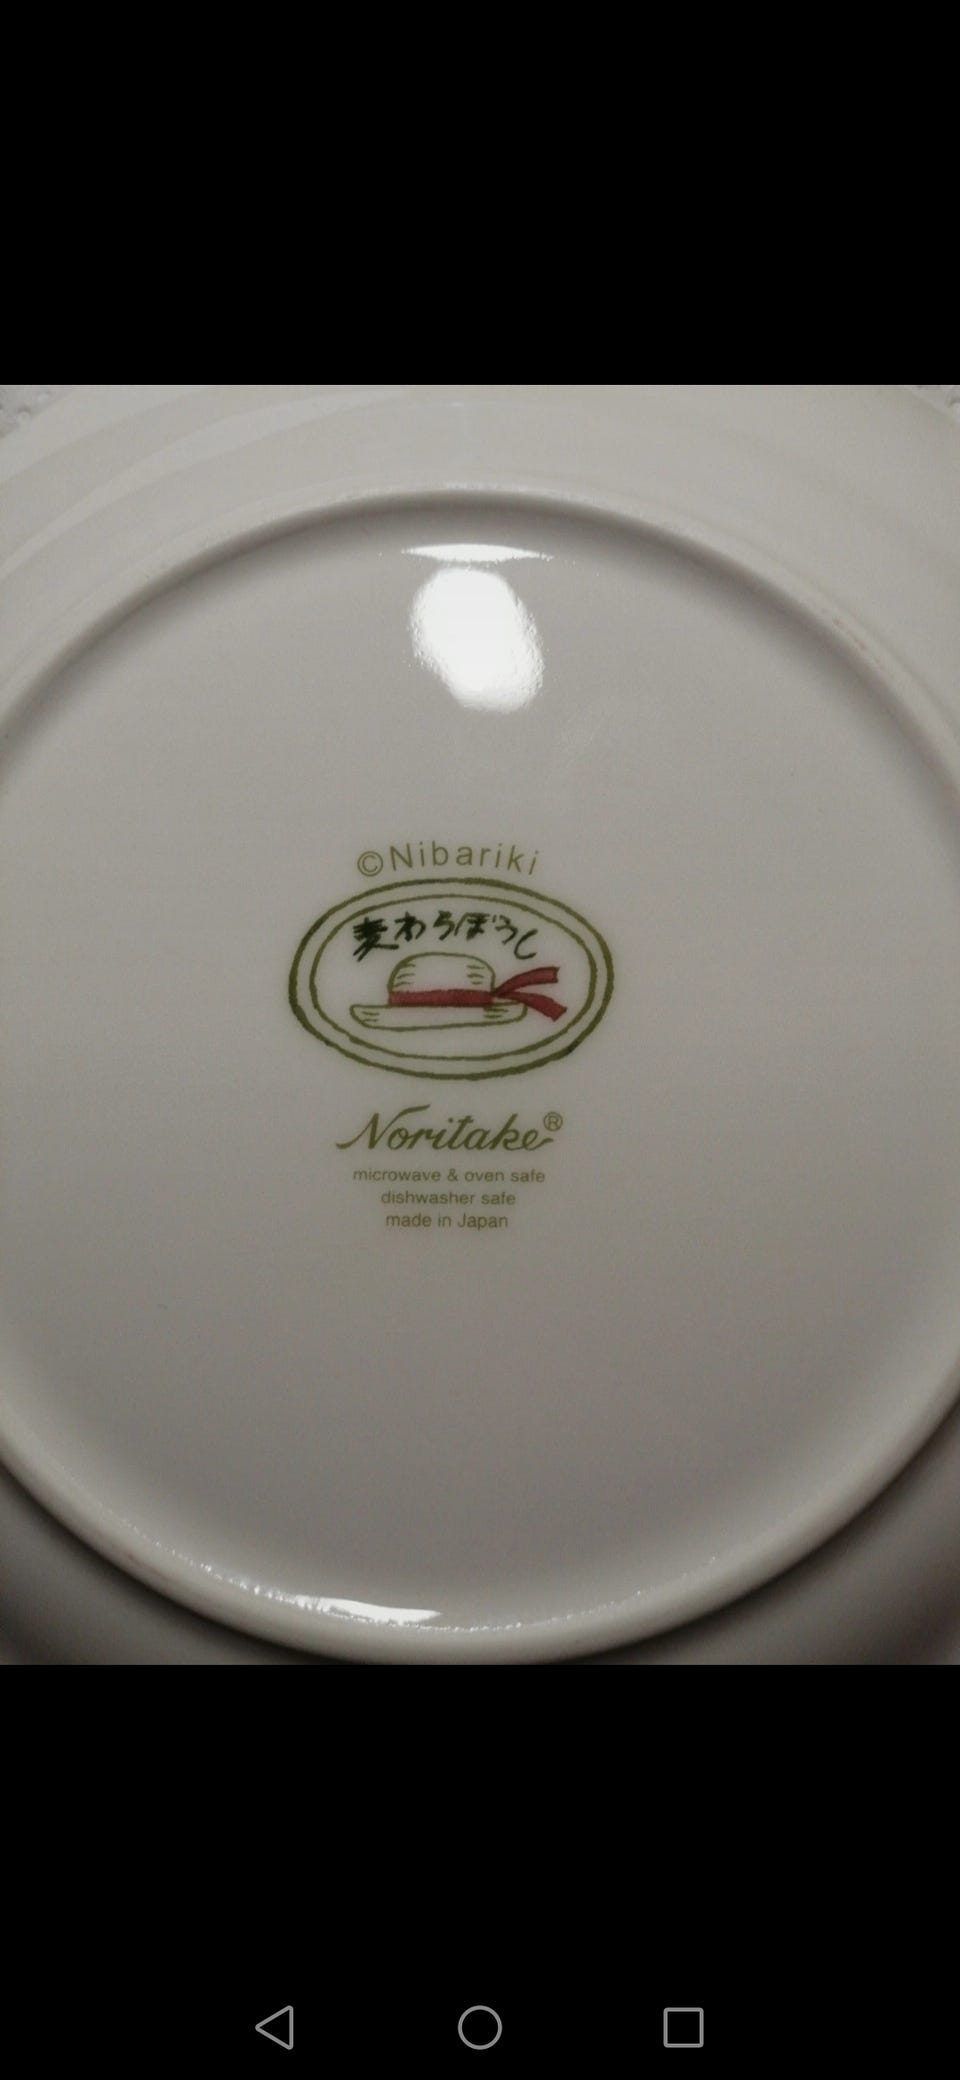 ©Nibariki
麦わらぼうし
Noritake®
microwave & oven safe
dishwasher safe
made in Japan